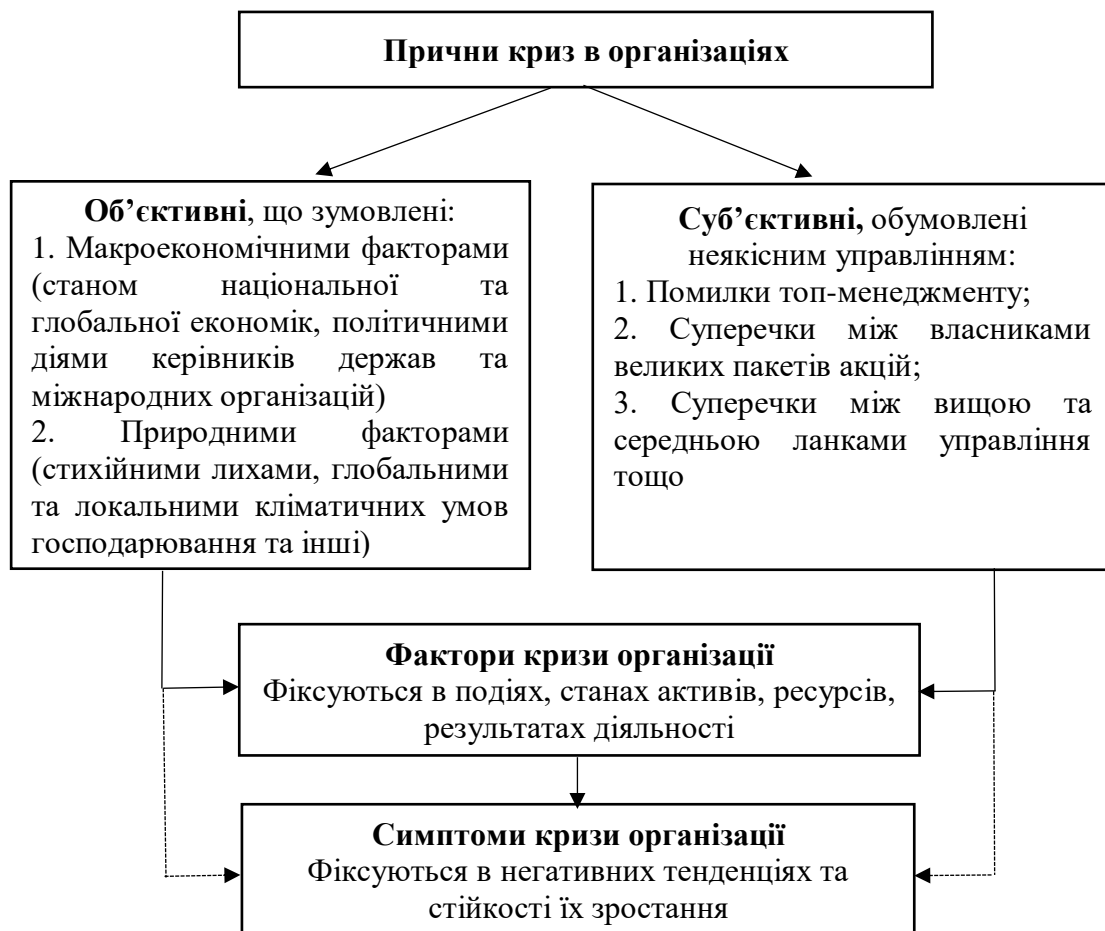 Прични криз в організаціях
Об’єктивні, що зумовлені:
1. Макроекономічними факторами
(станом національної та
глобальної економік, політичними
діями керівників держав та
міжнародних організацій)
2. Природними факторами
(стихійними лихами, глобальними
та локальними кліматичних умов
господарювання та інші)
Суб’єктивні, обумовлені
неякісним управлінням:
1. Помилки топ-менеджменту;
2. Суперечки між власниками
великих пакетів акцій;
3. Суперечки між вищою та
середньою ланками управління
тощо
Фактори кризи організації
Фіксуються в подіях, станах активів, ресурсів,
результатах діяльності
Симптоми кризи організації
Фіксуються в негативних тенденціях та
стійкості їх зростання